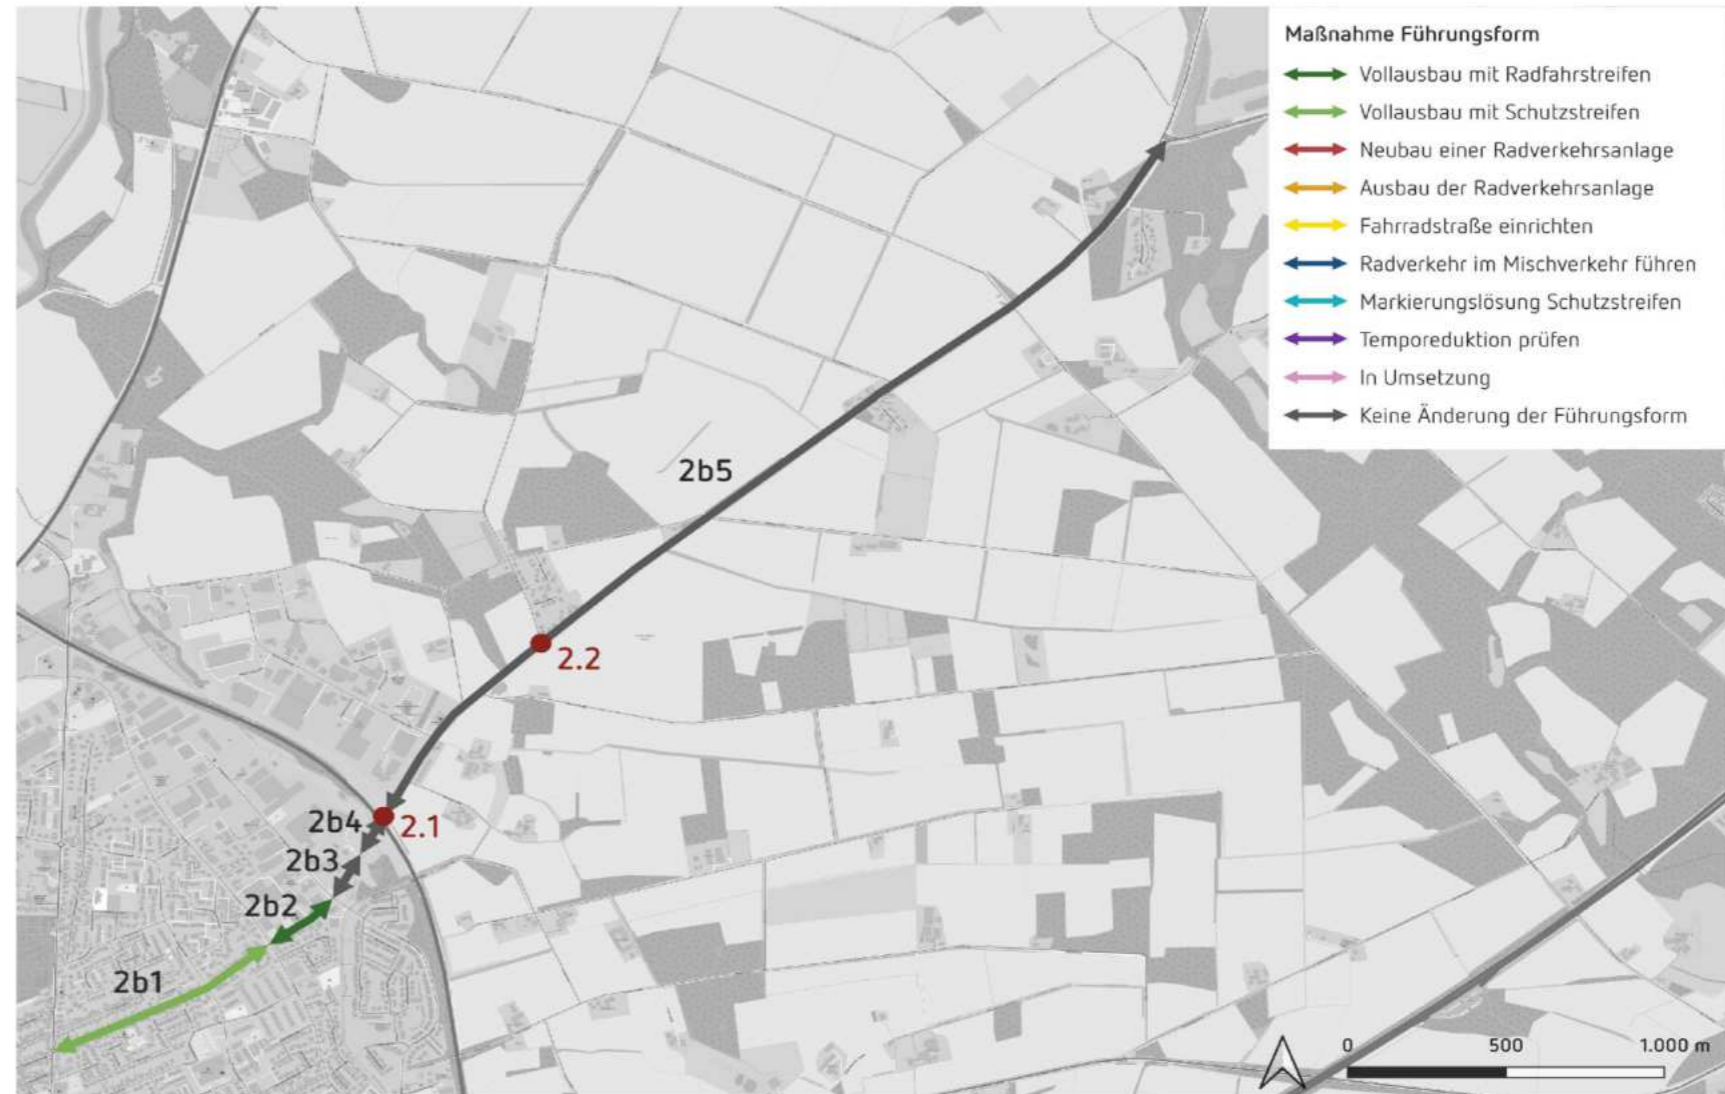 Maßnahme Führungsform
Vollausbau mit Radfahrstreifen
Vollausbau mit Schutzstreifen
Neubau einer Radverkehrsanlage
Ausbau der Radverkehrsanlage
Fahrradstraße einrichten
Radverkehr im Mischverkehr führen
Markierungslösung Schutzstreifen
Temporeduktion prüfen
In Umsetzung
Keine Änderung der Führungsform
2b5
2.2
2b4
2.1
2b3
2b2
2b1
0 500 1.000 m